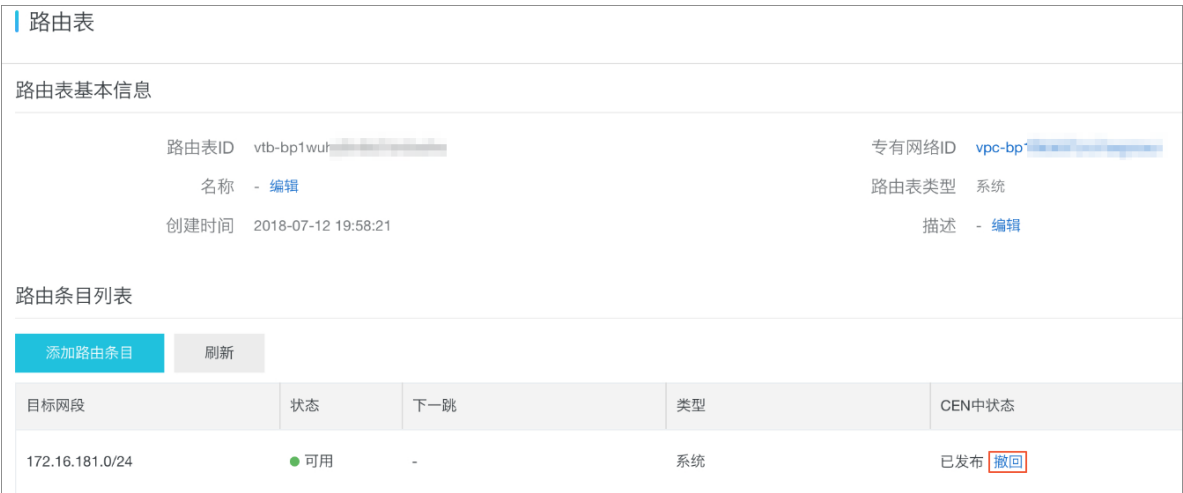 路由表
路由表基本信息
路由表ID vtb-bp1wuh 专有网络ID vpc-bp1
名称 - 编辑 路由表类型 系统
创建时间 2018-07-12 19:58:21 描述 - 编辑
路由条目列表
添加路由条目 刷新
目标网段 状态 下一跳 类型 CEN中状态
172.16.181.0/24 可用 - 系统 已发布 撤回